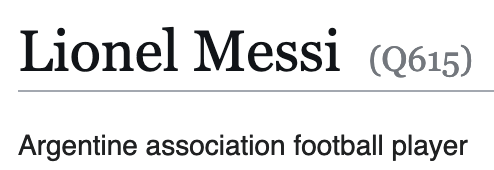 Lionel Messi (Q615)
Argentine association football player